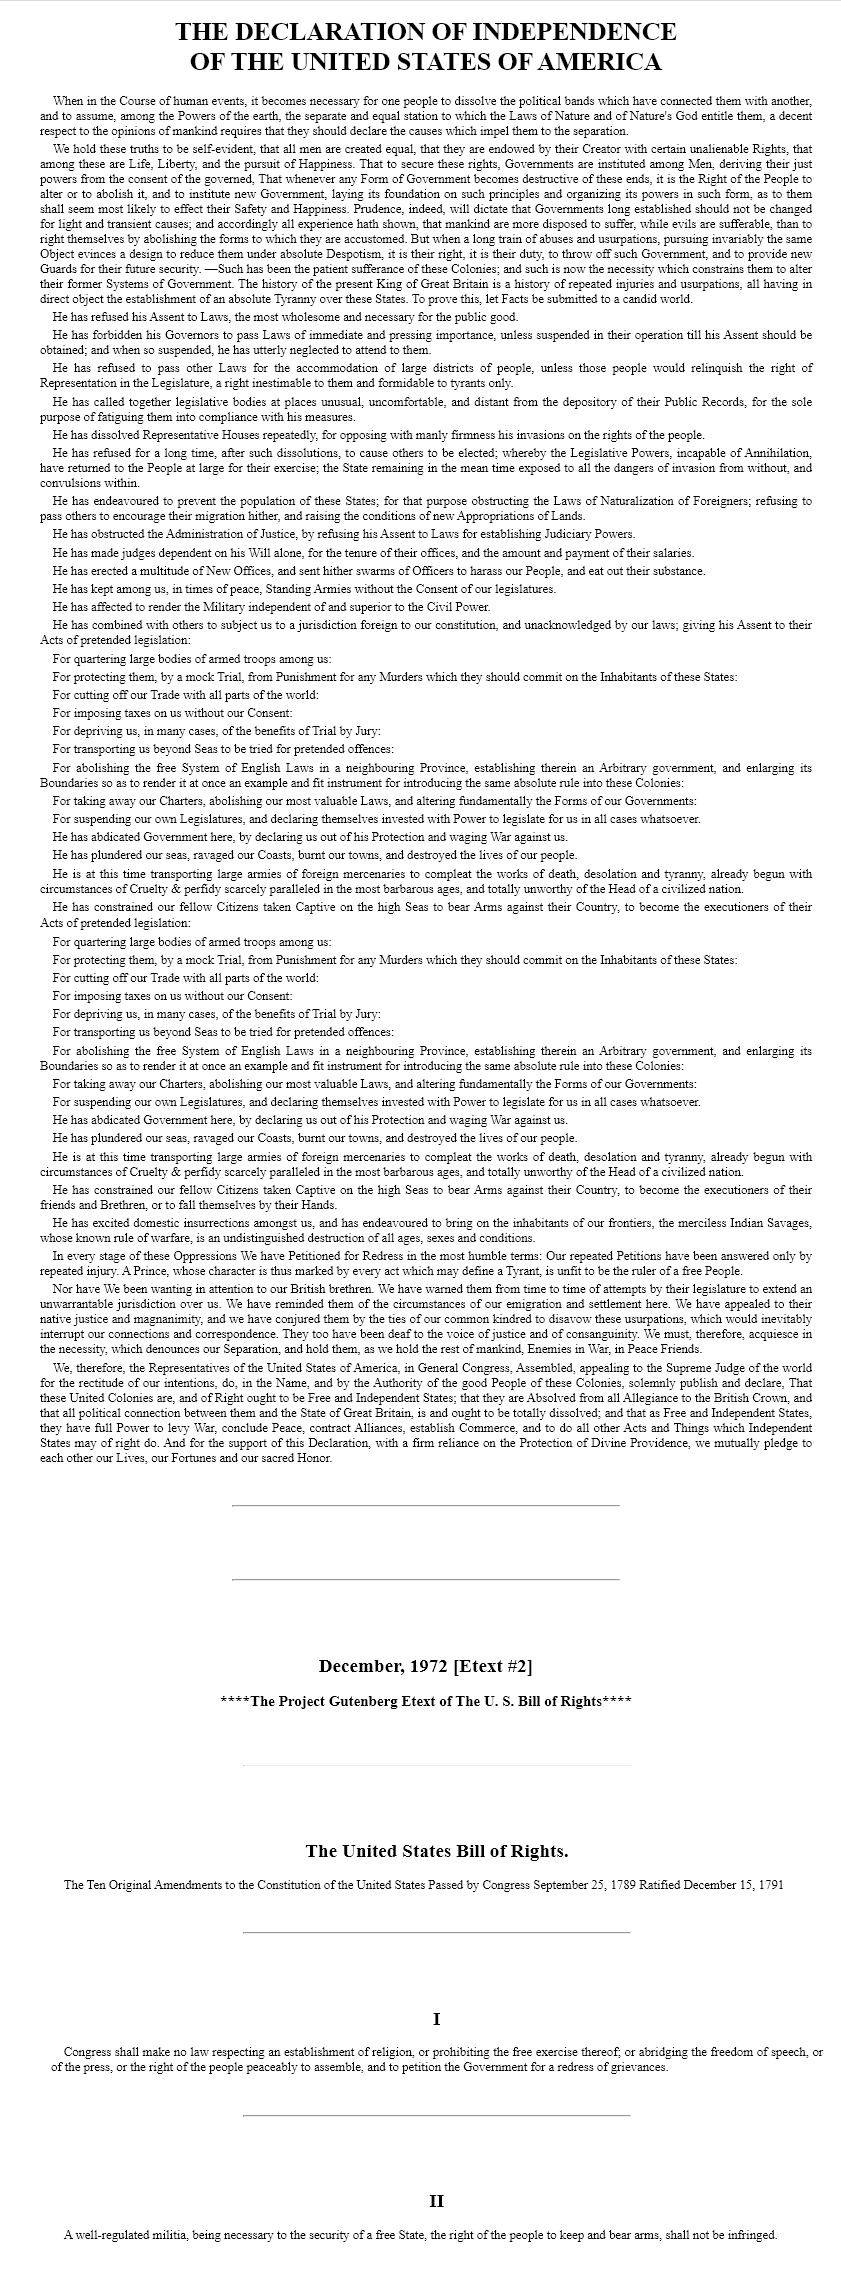 THE DECLARATION OF INDEPENDENCE
OF THE UNITED STATES OF AMERICA
When in the Course of human events, it becomes necessary for one people to dissolve the political bands which have connected them with another,
and to assume, among the Powers of the earth, the separate and equal station to which the Laws of Nature and of Nature's God entitle them, a decent
respect to the opinions of mankind requires that they should declare the causes which impel them to the separation.
We hold these truths to be self-evident, that all men are created equal, that they are endowed by their Creator with certain unalienable Rights, that
among these are Life, Liberty, and the pursuit of Happiness. That to secure these rights, Governments are instituted among Men, deriving their just
powers from the consent of the governed, That whenever any Form of Government becomes destructive of these ends, it is the Right of the People to
alter or to abolish it, and to institute new Government, laying its foundation on such principles and organizing its powers in such form, as to them
shall seem most likely to effect their Safety and Happiness. Prudence, indeed, will dictate that Governments long established should not be changed
for light and transient causes; and accordingly all experience hath shown, that mankind are more disposed to suffer, while evils are sufferable, than to
right themselves by abolishing the forms to which they are accustomed. But when a long train of abuses and usurpations, pursuing invariably the same
Object evinces a design to reduce them under absolute Despotism, it is their right, it is their duty, to throw off such Government, and to provide new
Guards for their future security. —Such has been the patient sufferance of these Colonies; and such is now the necessity which constrains them to alter
their former Systems of Government. The history of the present King of Great Britain is a history of repeated injuries and usurpations, all having in
direct object the establishment of an absolute Tyranny over these States. To prove this, let Facts be submitted to a candid world.
He has refused his Assent to Laws, the most wholesome and necessary for the public good.
He has forbidden his Governors to pass Laws of immediate and pressing importance, unless suspended in their operation till his Assent should be
obtained; and when so suspended, he has utterly neglected to attend to them.
He has refused to pass other Laws for the accommodation of large districts of people, unless those people would relinquish the right of
Representation in the Legislature, a right inestimable to them and formidable to tyrants only.
He has called together legislative bodies at places unusual, uncomfortable, and distant from the depository of their Public Records, for the sole
purpose of fatiguing them into compliance with his measures.
He has dissolved Representative Houses repeatedly, for opposing with manly firmness his invasions on the rights of the people.
He has refused for a long time, after such dissolutions, to cause others to be elected; whereby the Legislative Powers, incapable of Annihilation,
have returned to the People at large for their exercise; the State remaining in the mean time exposed to all the dangers of invasion from without, and
convulsions within.
He has endeavoured to prevent the population of these States; for that purpose obstructing the Laws of Naturalization of Foreigners; refusing to
pass others to encourage their migration hither, and raising the conditions of new Appropriations of Lands.
He has obstructed the Administration of Justice, by refusing his Assent to Laws for establishing Judiciary Powers.
He has made judges dependent on his Will alone, for the tenure of their offices, and the amount and payment of their salaries.
He has erected a multitude of New Offices, and sent hither swarms of Officers to harass our People, and eat out their substance.
He has kept among us, in times of peace, Standing Armies without the Consent of our legislatures.
He has affected to render the Military independent of and superior to the Civil Power.
He has combined with others to subject us to a jurisdiction foreign to our constitution, and unacknowledged by our laws; giving his Assent to their
Acts of pretended legislation:
For quartering large bodies of armed troops among us:
For protecting them, by a mock Trial, from Punishment for any Murders which they should commit on the Inhabitants of these States:
For cutting off our Trade with all parts of the world:
For imposing taxes on us without our Consent:
For depriving us, in many cases, of the benefits of Trial by Jury:
For transporting us beyond Seas to be tried for pretended offences:
For abolishing the free System of English Laws in a neighbouring Province, establishing therein an Arbitrary government, and enlarging its
Boundaries so as to render it at once an example and fit instrument for introducing the same absolute rule into these Colonies:
For taking away our Charters, abolishing our most valuable Laws, and altering fundamentally the Forms of our Governments:
For suspending our own Legislatures, and declaring themselves invested with Power to legislate for us in all cases whatsoever.
He has abdicated Government here, by declaring us out of his Protection and waging War against us.
He has plundered our seas, ravaged our Coasts, burnt our towns, and destroyed the lives of our people.
He is at this time transporting large armies of foreign mercenaries to compleat the works of death, desolation and tyranny, already begun with
circumstances of Cruelty & perfidy scarcely paralleled in the most barbarous ages, and totally unworthy of the Head of a civilized nation.
He has constrained our fellow Citizens taken Captive on the high Seas to bear Arms against their Country, to become the executioners of their
Acts of pretended legislation:
For quartering large bodies of armed troops among us:
For protecting them, by a mock Trial, from Punishment for any Murders which they should commit on the Inhabitants of these States:
For cutting off our Trade with all parts of the world:
For imposing taxes on us without our Consent:
For depriving us, in many cases, of the benefits of Trial by Jury:
For transporting us beyond Seas to be tried for pretended offences:
For abolishing the free System of English Laws in a neighbouring Province, establishing therein an Arbitrary government, and enlarging its
Boundaries so as to render it at once an example and fit instrument for introducing the same absolute rule into these Colonies:
For taking away our Charters, abolishing our most valuable Laws, and altering fundamentally the Forms of our Governments:
For suspending our own Legislatures, and declaring themselves invested with Power to legislate for us in all cases whatsoever.
He has abdicated Government here, by declaring us out of his Protection and waging War against us.
He has plundered our seas, ravaged our Coasts, burnt our towns, and destroyed the lives of our people.
He is at this time transporting large armies of foreign mercenaries to compleat the works of death, desolation and tyranny, already begun with
circumstances of Cruelty & perfidy scarcely paralleled in the most barbarous ages, and totally unworthy of the Head of a civilized nation.
He has constrained our fellow Citizens taken Captive on the high Seas to bear Arms against their Country, to become the executioners of their
friends and Brethren, or to fall themselves by their Hands.
He has excited domestic insurrections amongst us, and has endeavoured to bring on the inhabitants of our frontiers, the merciless Indian Savages,
whose known rule of warfare, is an undistinguished destruction of all ages, sexes and conditions.
In every stage of these Oppressions We have Petitioned for Redress in the most humble terms: Our repeated Petitions have been answered only by
repeated injury. A Prince, whose character is thus marked by every act which may define a Tyrant, is unfit to be the ruler of a free People.
Nor have We been wanting in attention to our British brethren. We have warned them from time to time of attempts by their legislature to extend an
unwarrantable jurisdiction over us. We have reminded them of the circumstances of our emigration and settlement here. We have appealed to their
native justice and magnanimity, and we have conjured them by the ties of our common kindred to disavow these usurpations, which would inevitably
interrupt our connections and correspondence. They too have been deaf to the voice of justice and of consanguinity. We must, therefore, acquiesce in
the necessity, which denounces our Separation, and hold them, as we hold the rest of mankind, Enemies in War, in Peace Friends.
We, therefore, the Representatives of the United States of America, in General Congress, Assembled, appealing to the Supreme Judge of the world
for the rectitude of our intentions, do, in the Name, and by the Authority of the good People of these Colonies, solemnly publish and declare, That
these United Colonies are, and of Right ought to be Free and Independent States; that they are Absolved from all Allegiance to the British Crown, and
that all political connection between them and the State of Great Britain, is and ought to be totally dissolved; and that as Free and Independent States,
they have full Power to levy War, conclude Peace, contract Alliances, establish Commerce, and to do all other Acts and Things which Independent
States may of right do. And for the support of this Declaration, with a firm reliance on the Protection of Divine Providence, we mutually pledge to
each other our Lives, our Fortunes and our sacred Honor.
December, 1972 [Etext #2]
****The Project Gutenberg Etext of The U. S. Bill of Rights****
The United States Bill of Rights.
The Ten Original Amendments to the Constitution of the United States Passed by Congress September 25, 1789 Ratified December 15, 1791
I
Congress shall make no law respecting an establishment of religion, or prohibiting the free exercise thereof; or abridging the freedom of speech, or
of the press, or the right of the people peaceably to assemble, and to petition the Government for a redress of grievances.
II
A well-regulated militia, being necessary to the security of a free State, the right of the people to keep and bear arms, shall not be infringed.